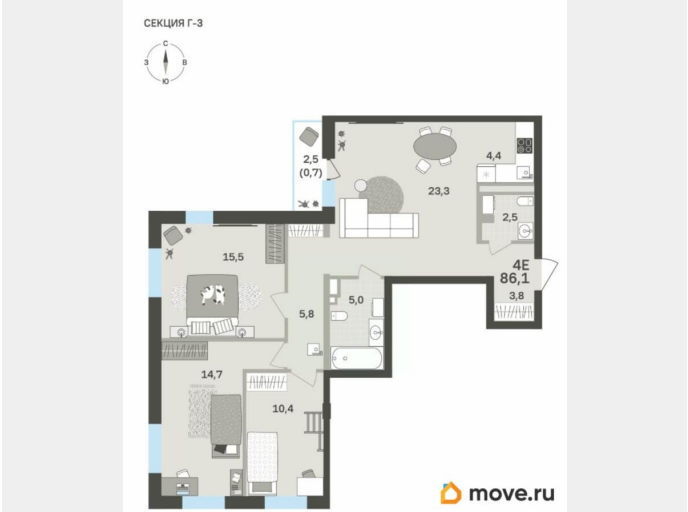 СЕКЦИЯ Г-3
С
З
В
Ю
2,5
(0,7)
4,4
23,3
2,5
15,5
4Е
86,1
5,0
3,8
5,8
14,7
10,4
move.ru